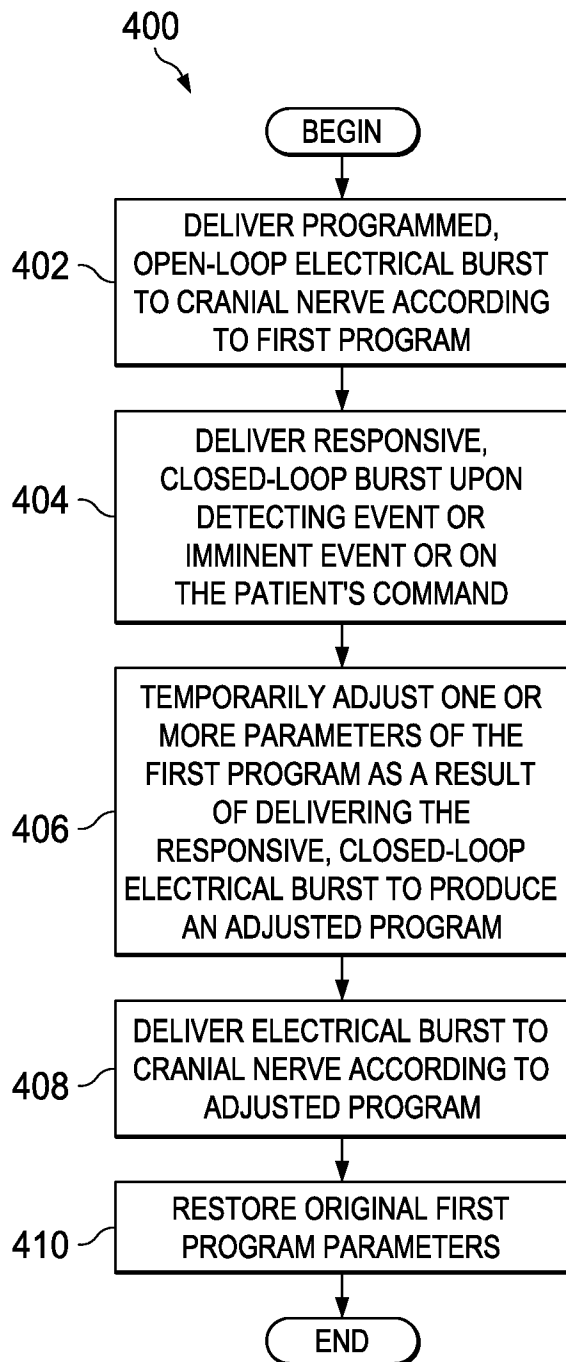 400
BEGIN
402
DELIVER PROGRAMMED,
OPEN-LOOP ELECTRICAL BURST
TO CRANIAL NERVE ACCORDING
TO FIRST PROGRAM
404
DELIVER RESPONSIVE,
CLOSED-LOOP BURST UPON
DETECTING EVENT OR
IMMINENT EVENT OR ON
THE PATIENT'S COMMAND
406
TEMPORARILY ADJUST ONE OR
MORE PARAMETERS OF THE
FIRST PROGRAM AS A RESULT
OF DELIVERING THE
RESPONSIVE, CLOSED-LOOP
ELECTRICAL BURST TO PRODUCE
AN ADJUSTED PROGRAM
408
DELIVER ELECTRICAL BURST TO
CRANIAL NERVE ACCORDING TO
ADJUSTED PROGRAM
410
RESTORE ORIGINAL FIRST
PROGRAM PARAMETERS
END